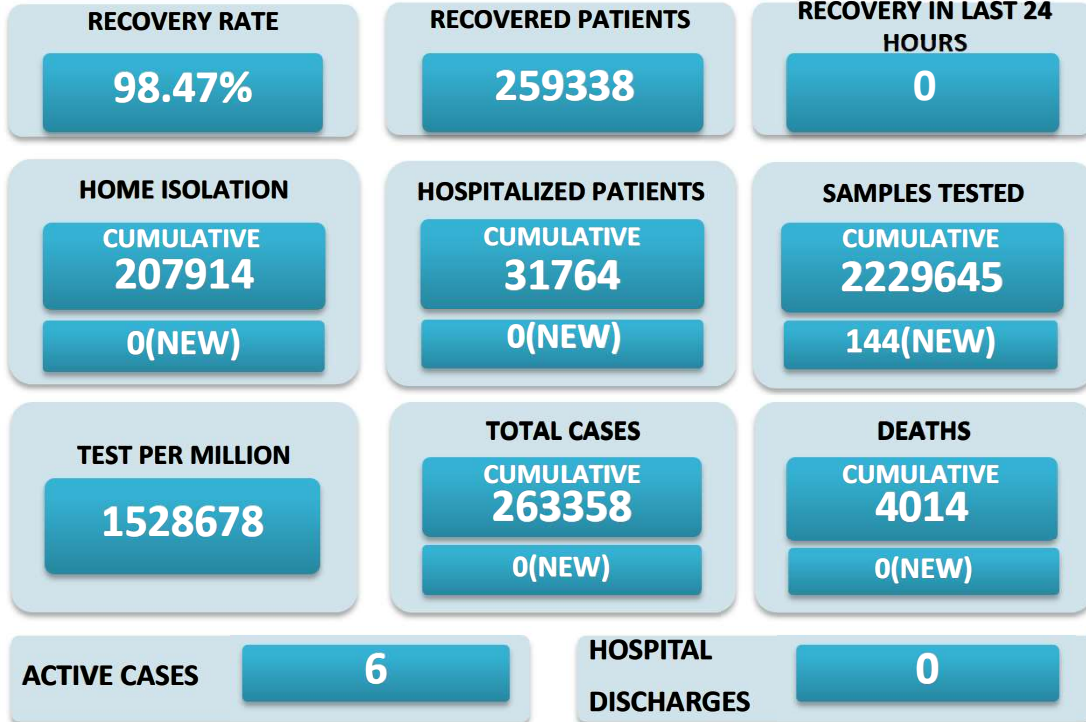 RECOVERY RATE
98.47%
RECOVERED PATIENTS
259338
RECOVERY IN LAST 24
HOURS
0
HOME ISOLATION
CUMULATIVE
207914
0(NEW)
HOSPITALIZED PATIENTS
CUMULATIVE
31764
0(NEW)
SAMPLES TESTED
CUMULATIVE
2229645
144(NEW)
TEST PER MILLION
1528678
TOTAL CASES
CUMULATIVE
263358
0(NEW)
DEATHS
CUMULATIVE
4014
0(NEW)
ACTIVE CASES
6
HOSPITAL
DISCHARGES
0